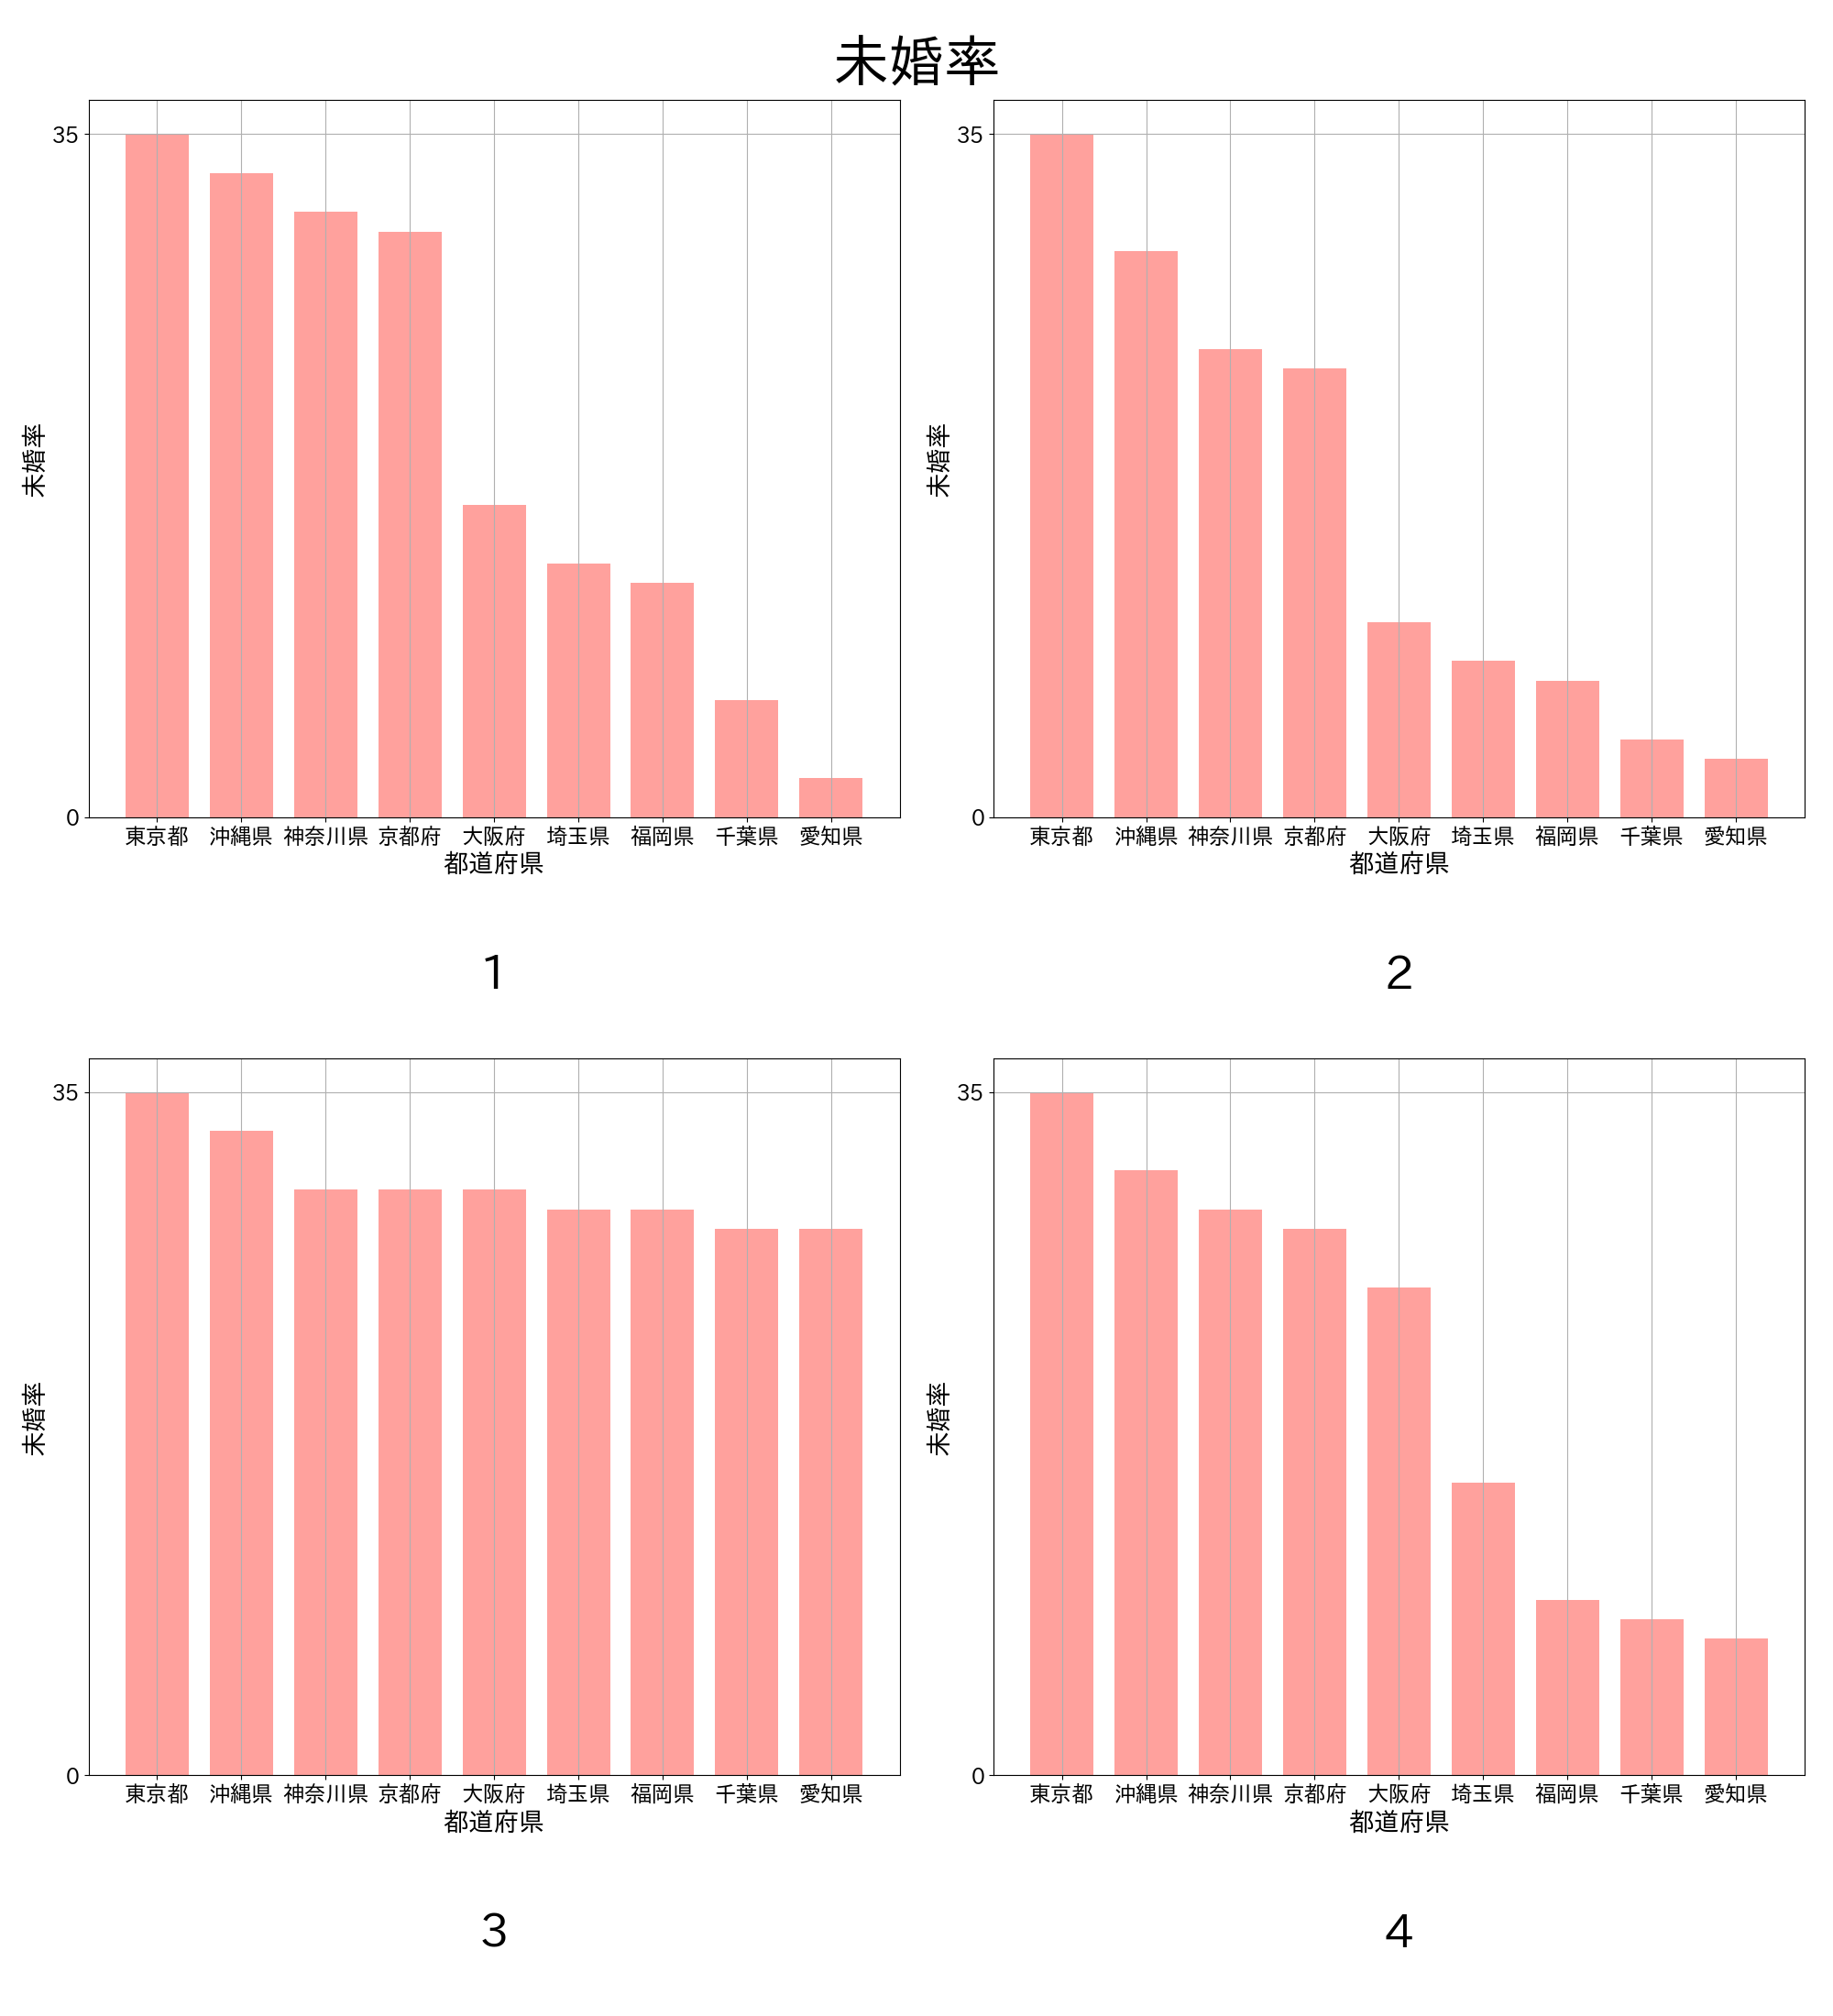 未婚率
35
0
未婚率
東京都 沖縄県 神奈川県 京都府 大阪府 埼玉県 福岡県 千葉県 愛知県
都道府県
1
35
0
未婚率
東京都 沖縄県 神奈川県 京都府 大阪府 埼玉県 福岡県 千葉県 愛知県
都道府県
2
35
0
未婚率
東京都 沖縄県 神奈川県 京都府 大阪府 埼玉県 福岡県 千葉県 愛知県
都道府県
3
35
0
未婚率
東京都 沖縄県 神奈川県 京都府 大阪府 埼玉県 福岡県 千葉県 愛知県
都道府県
4